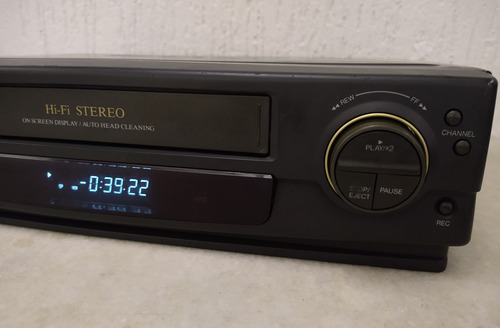 Hi-Fi STEREO
ON SCREEN DISPLAY / AUTO HEAD CLEANING
-0:39:22
◀◀ REW
FF ▶▶
PLAY/×2
STOP/
EJECT
PAUSE
CHANNEL
REC